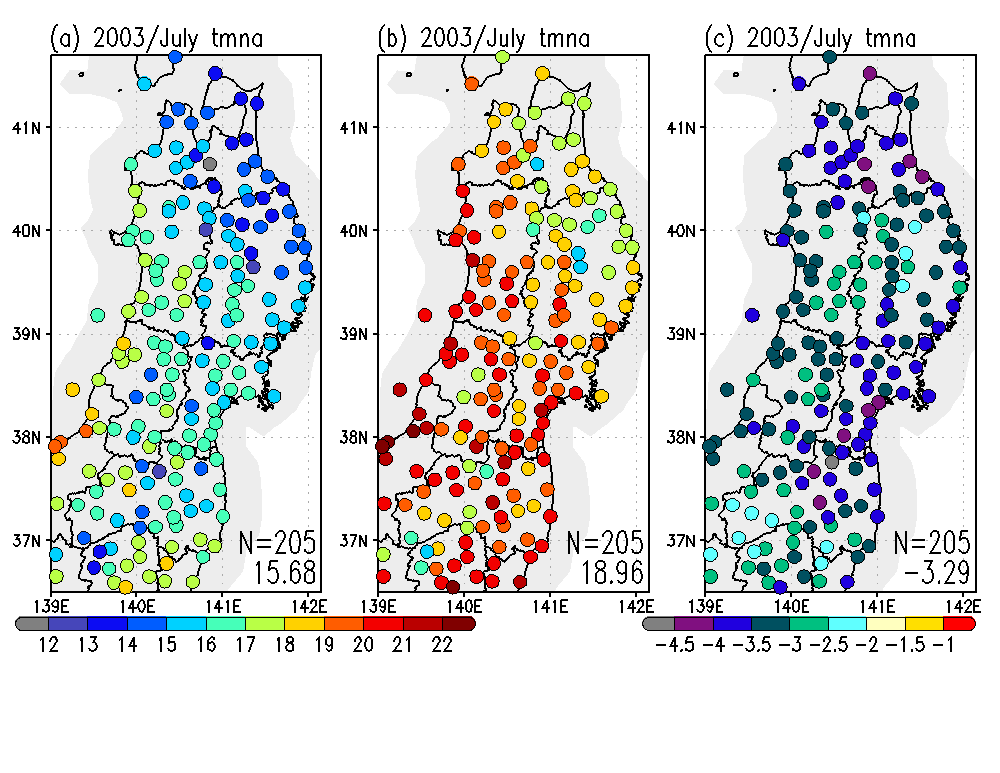 (a) 2003/July tmna (b) 2003/July tmna (c) 2003/July tmna
41N 41N 41N
40N 40N 40N
39N 39N 39N
38N 38N 38N
37N 37N 37N
N=205 N=205 N=205
15.68 18.96 −3.29
139E 140E 141E 142E 139E 140E 141E 142E 139E 140E 141E 142E
12 13 14 15 16 17 18 19 20 21 22 −4.5 −4 −3.5 −3 −2.5 −2 −1.5 −1